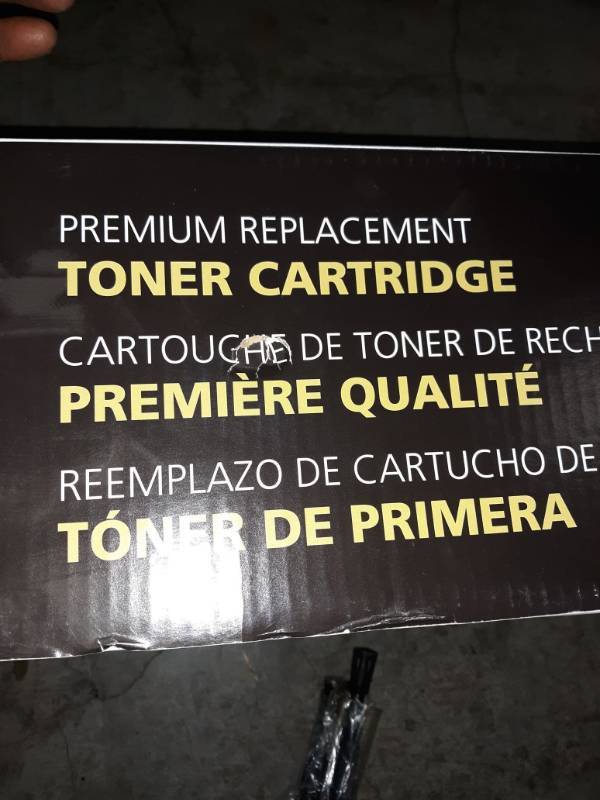 PREMIUM REPLACEMENT
TONER CARTRIDGE
CARTOUCHE DE TONER DE RECH
PREMIÈRE QUALITÉ
REEMPLAZO DE CARTUCHO DE
TÓNER DE PRIMERA